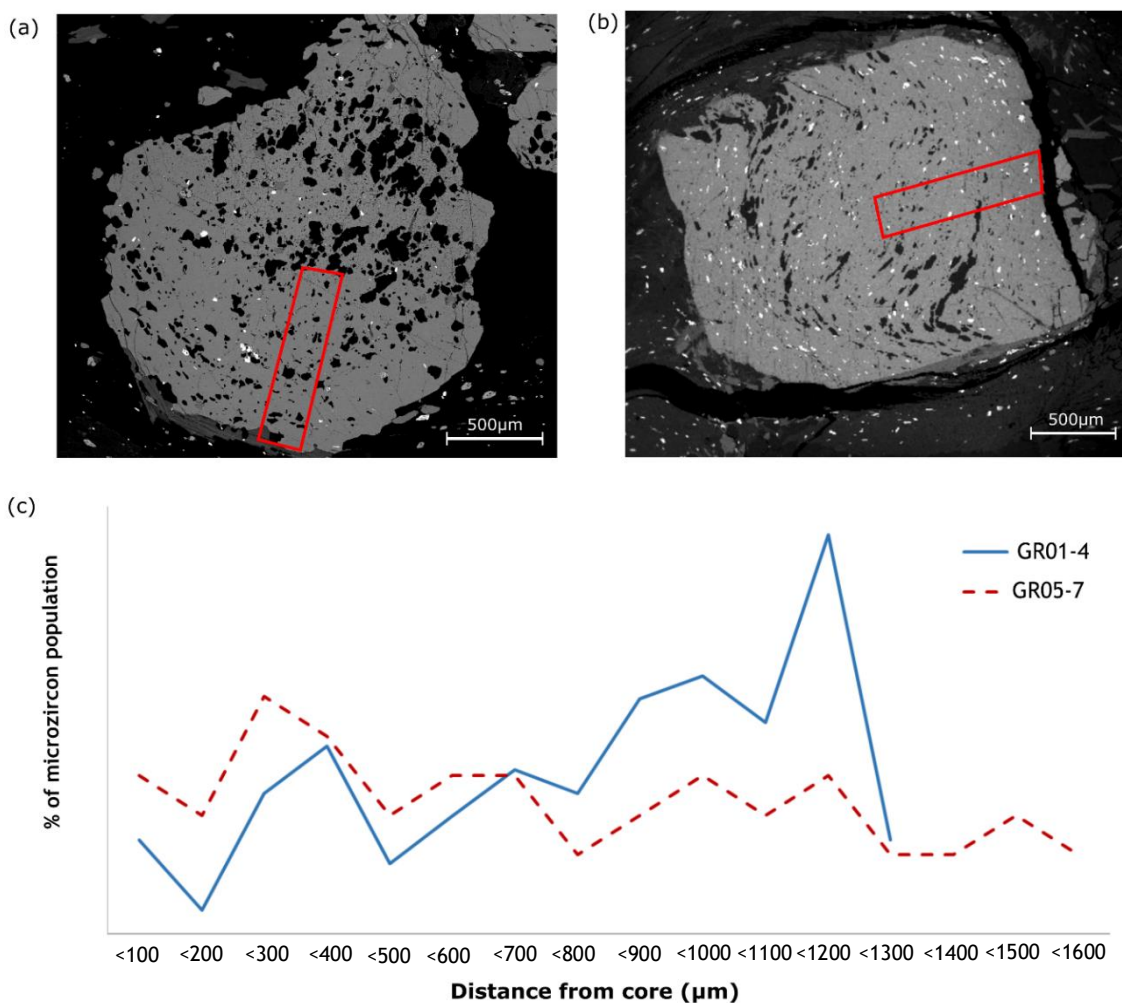 (a)
500µm
(b)
500µm
(c)
% of microzircon population
GR01-4
GR05-7
<100 <200 <300 <400 <500 <600 <700 <800 <900 <1000 <1100 <1200 <1300 <1400 <1500 <1600
Distance from core (µm)